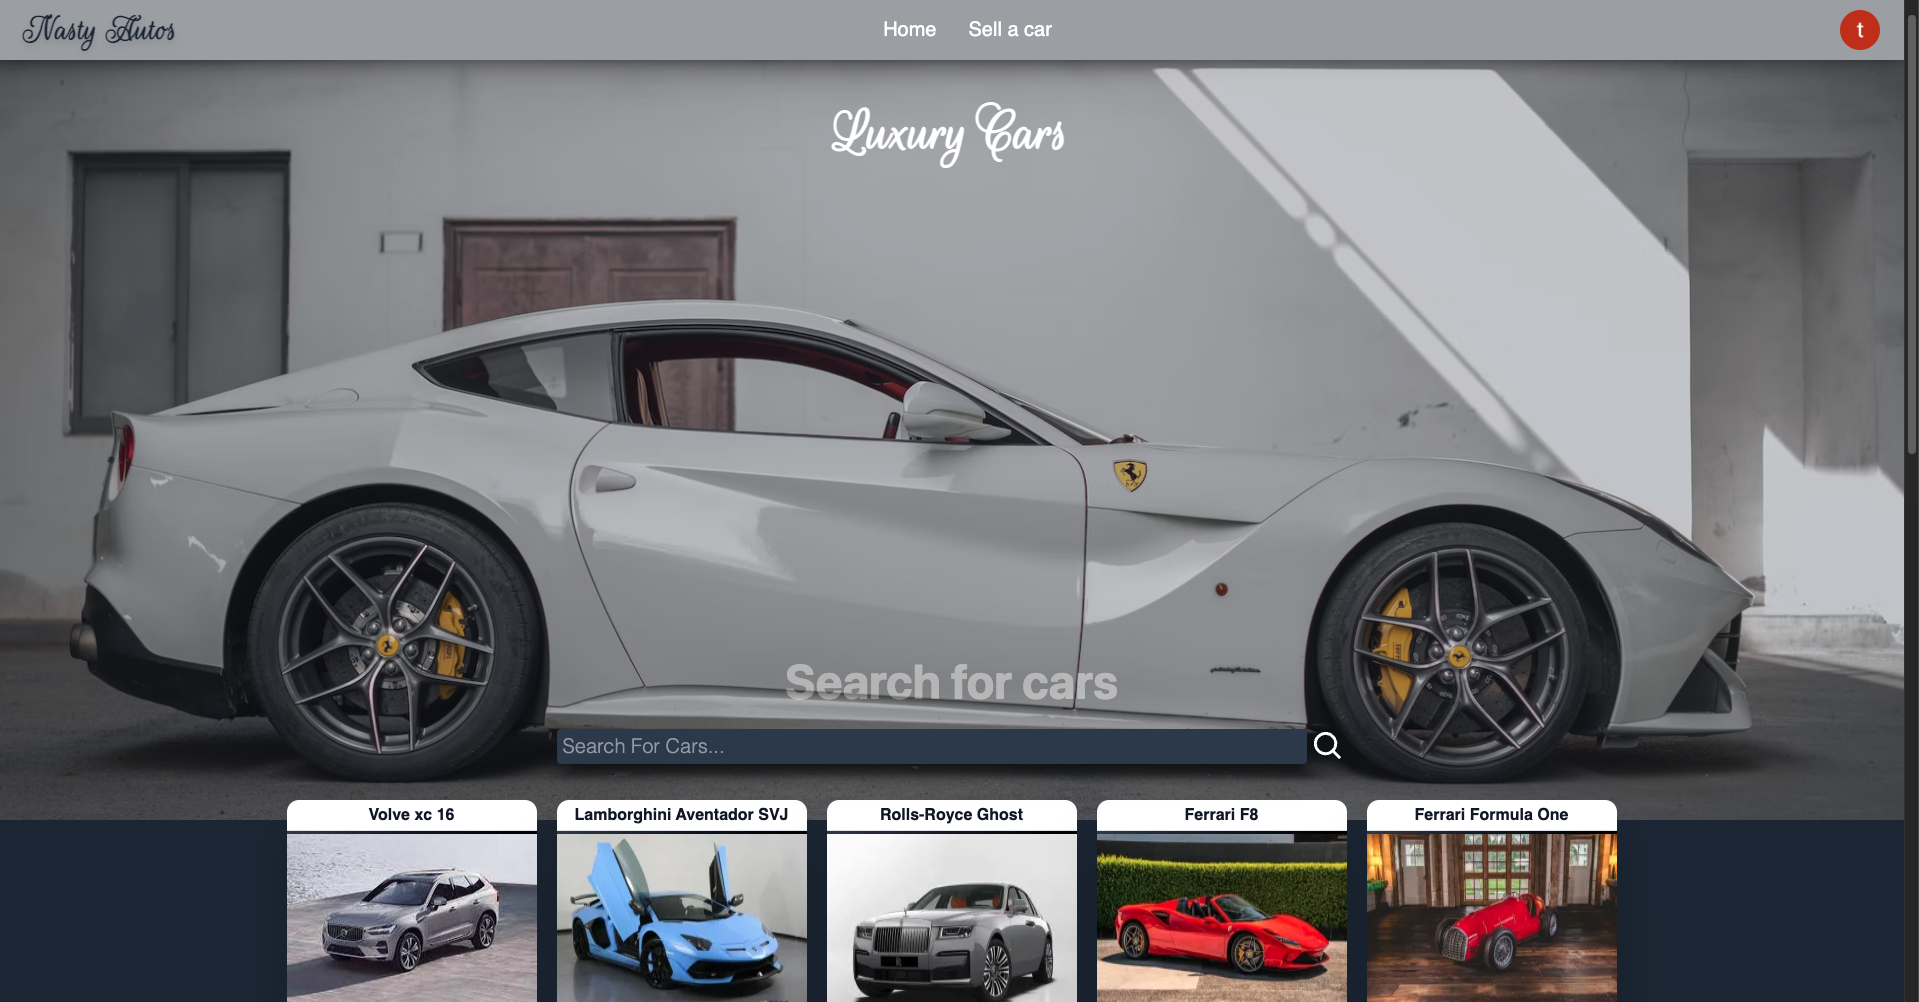 Nasty Autos
Home
Sell a car
t
Luxury Cars
Search for cars
Search For Cars...
Volve xc 16
Lamborghini Aventador SVJ
Rolls-Royce Ghost
Ferrari F8
Ferrari Formula One